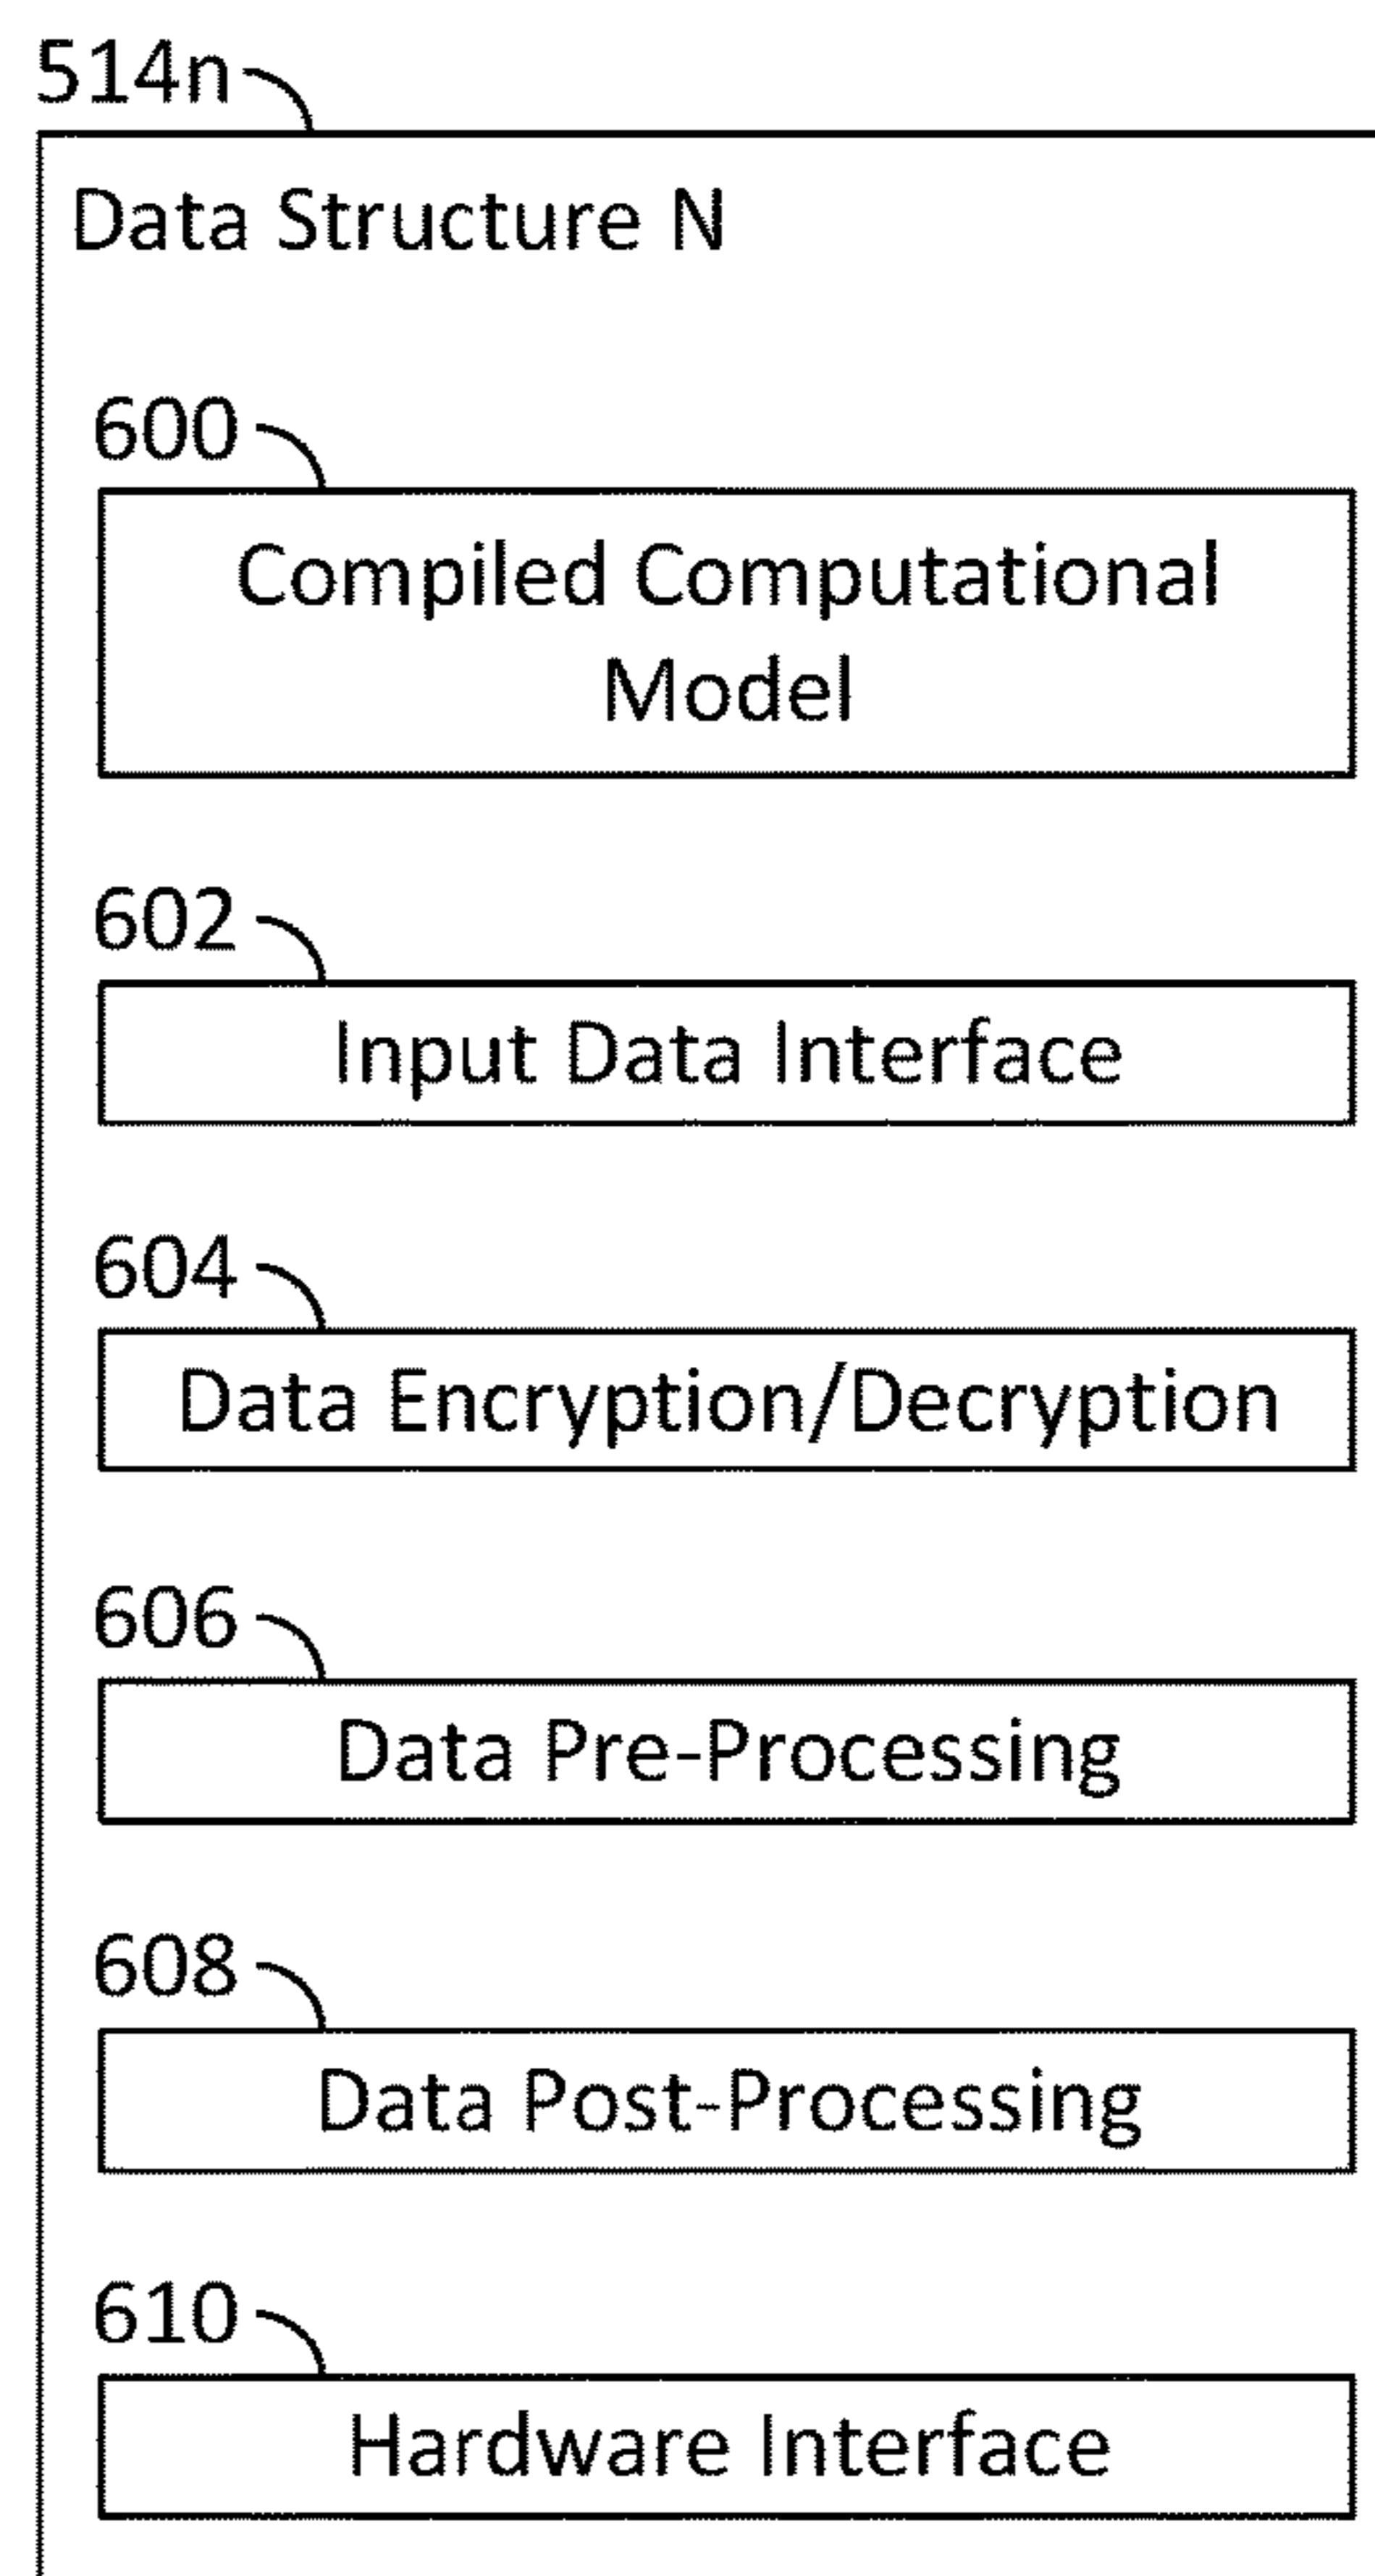 514n
Data Structure N
600
Compiled Computational
Model
602
Input Data Interface
604
Data Encryption/Decryption
606
Data Pre-Processing
608
Data Post-Processing
610
Hardware Interface